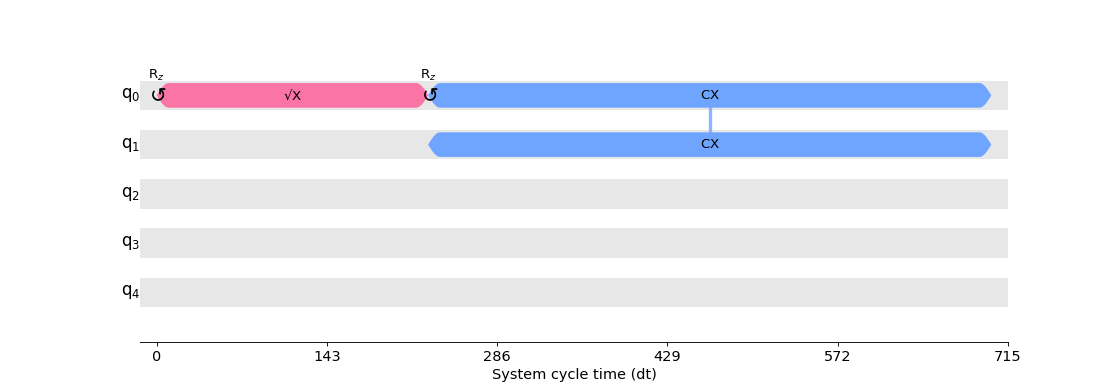 R_z R_z
q_0 ↺ √X ↺ CX
q_1 CX
q_2
q_3
q_4
0 143 286 429 572 715
System cycle time (dt)